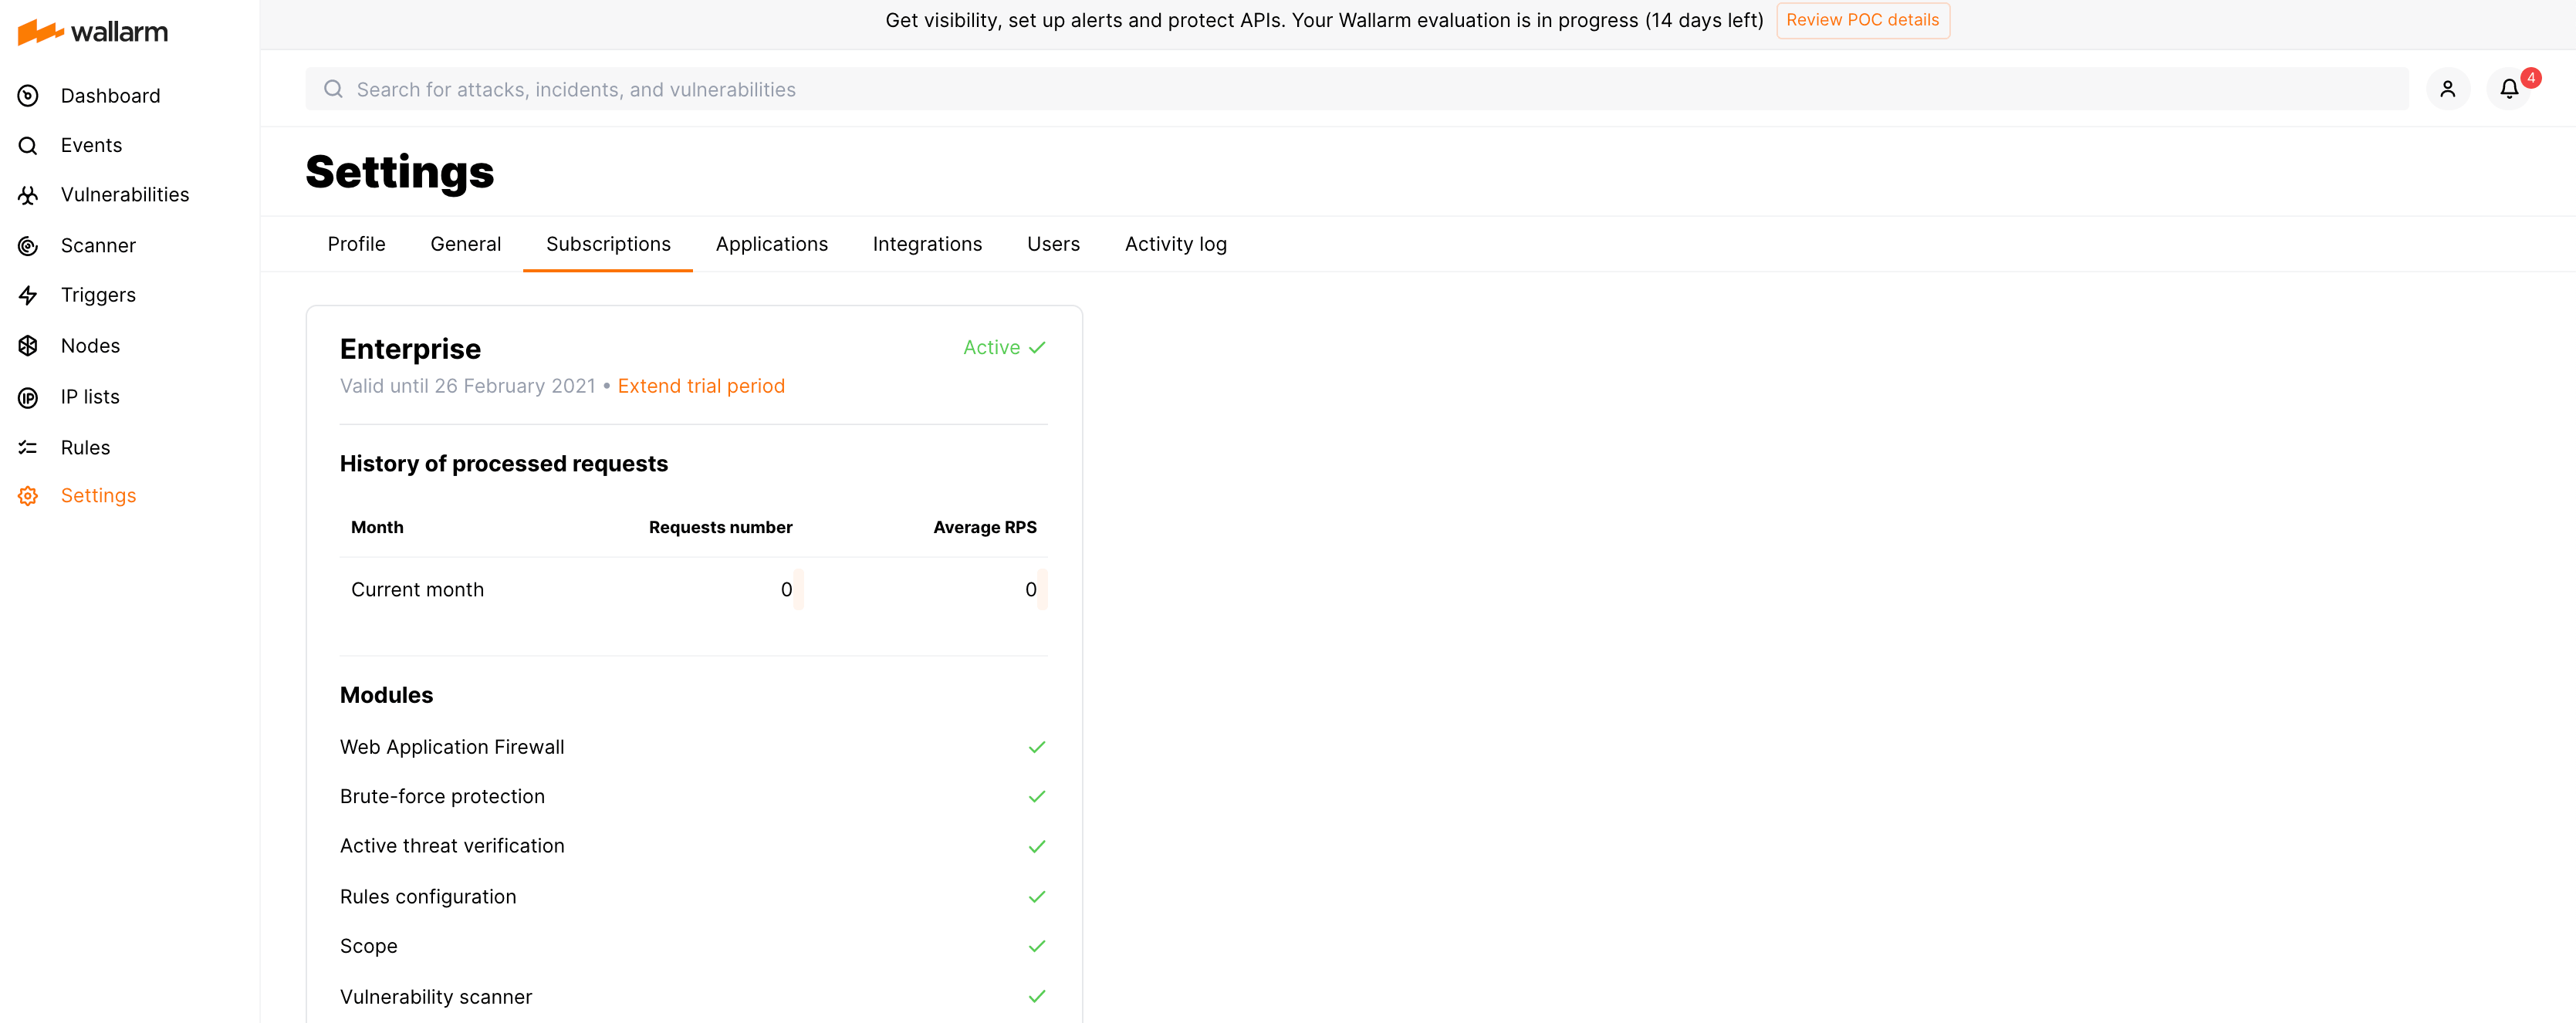 wallarm
Get visibility, set up alerts and protect APIs. Your Wallarm evaluation is in progress (14 days left) Review POC details
Dashboard
Events
Vulnerabilities
Scanner
Triggers
Nodes
IP lists
Rules
Settings
Search for attacks, incidents, and vulnerabilities
4
Settings
Profile General Subscriptions Applications Integrations Users Activity log
Enterprise Active
Valid until 26 February 2021 • Extend trial period
History of processed requests
Month Requests number Average RPS
Current month 0 0
Modules
Web Application Firewall
Brute-force protection
Active threat verification
Rules configuration
Scope
Vulnerability scanner